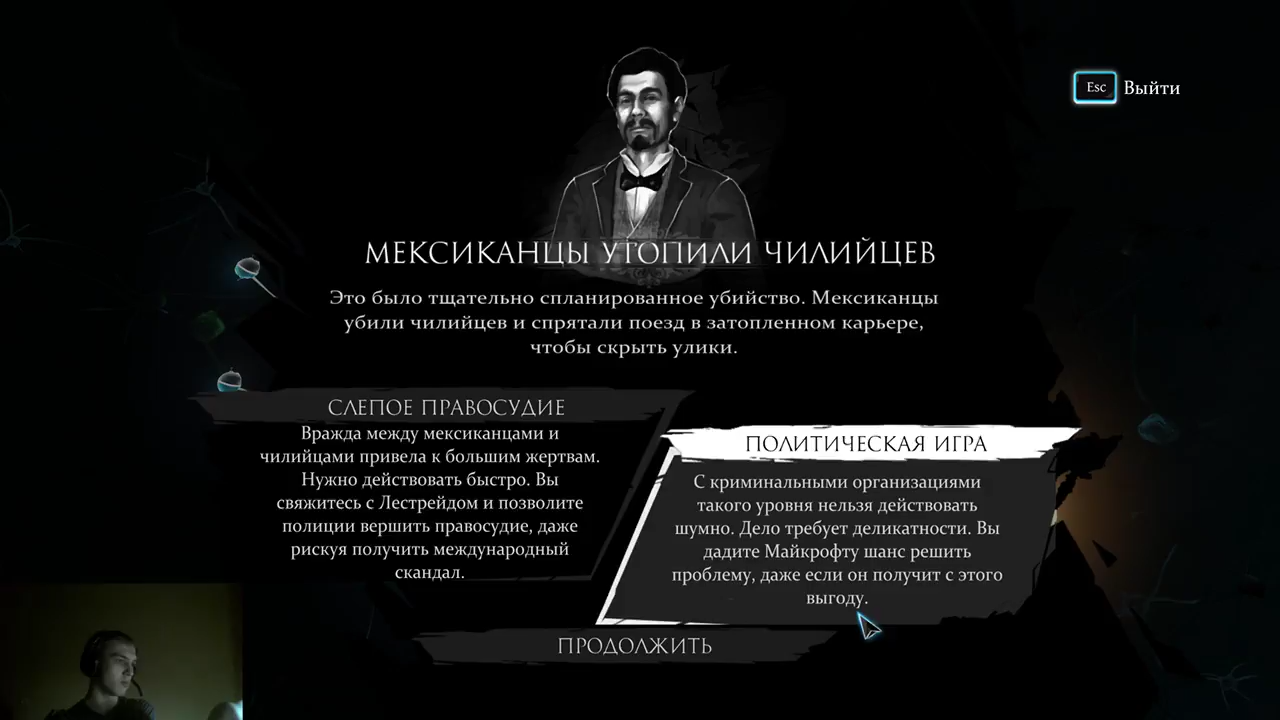 Esc Выйти
МЕКСИКАНЦЫ УТОПИЛИ ЧИЛИЙЦЕВ
Это было тщательно спланированное убийство. Мексиканцы
убили чилийцев и спрятали поезд в затопленном карьере,
чтобы скрыть улики.
СЛЕПОЕ ПРАВОСУДИЕ
Вражда между мексиканцами и
чилийцами привела к большим жертвам.
Нужно действовать быстро. Вы
свяжитесь с Лестрейдом и позволите
полиции вершить правосудие, даже
рискуя получить международный
скандал.
ПОЛИТИЧЕСКАЯ ИГРА
С криминальными организациями
такого уровня нельзя действовать
шумно. Дело требует деликатности. Вы
дадите Майкрофту шанс решить
проблему, даже если он получит с этого
выгоду.
ПРОДОЛЖИТЬ